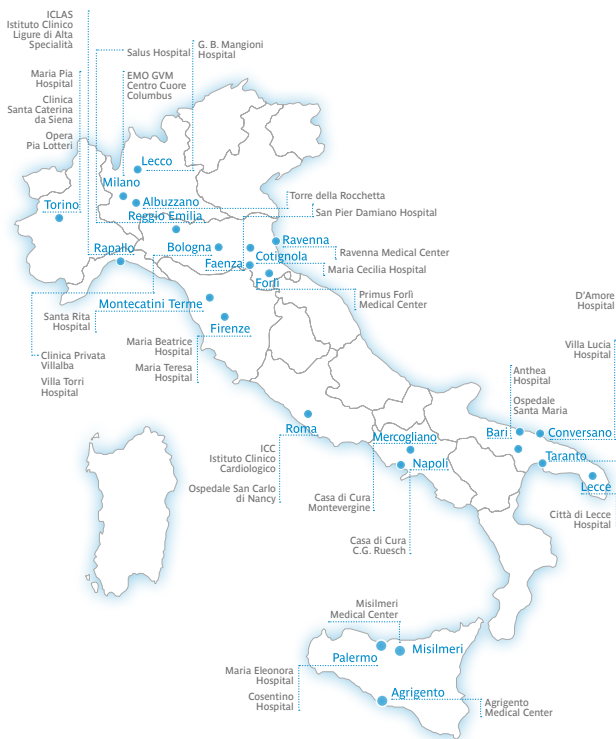 ICLAS
Istituto Clinico
Ligure di Alta
Specialità
Salus Hospital
G. B. Mangioni
Hospital
Maria Pia
Hospital
Clinica
Santa Caterina
da Siena
Opera
Pia Lotteri
EMO GVM
Centro Cuore
Columbus
Lecco
Milano
Albuzzano
Torino
Reggio Emilia
Torre della Rocchetta
San Pier Damiano Hospital
Rapallo
Bologna
Ravenna
Faenza
Cotignola
Ravenna Medical Center
Maria Cecilia Hospital
Forlì
Primus Forlì
Medical Center
Montecatini Terme
Santa Rita
Hospital
Firenze
Clinica Privata
Villalba
Villa Torri
Hospital
Maria Beatrice
Hospital
Maria Teresa
Hospital
D'Amore
Hospital
Villa Lucia
Hospital
Anthea
Hospital
Ospedale
Santa Maria
Roma
Mercogliano
Bari
Conversano
Napoli
Taranto
Lecce
ICC
Istituto Clinico
Cardiologico
Ospedale San Carlo
di Nancy
Casa di Cura
Montevergine
Casa di Cura
C.G. Ruesch
Città di Lecce
Hospital
Misilmeri
Medical Center
Palermo
Misilmeri
Maria Eleonora
Hospital
Cosentino
Hospital
Agrigento
Agrigento
Medical Center